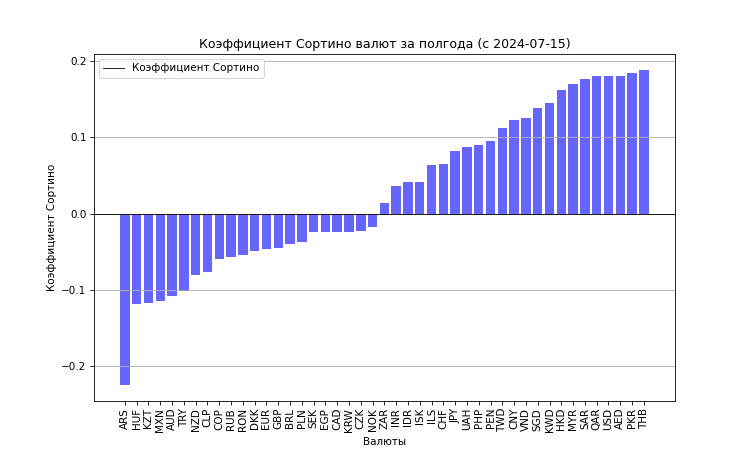 Коэффициент Сортино валют за полгода (с 2024-07-15)
Коэффициент Сортино
0.2
0.1
0.0
−0.1
−0.2
Коэффициент Сортино
ARS HUF KZT MXN AUD TRY NZD CLP COP RUB RON DKK EUR GBP BRL PLN SEK EGP CAD KRW CZK NOK ZAR INR IDR ISK ILS CHF JPY UAH PHP PEN TWD CNY VND SGD KWD HKD MYR SAR QAR USD AED PKR THB
Валюты